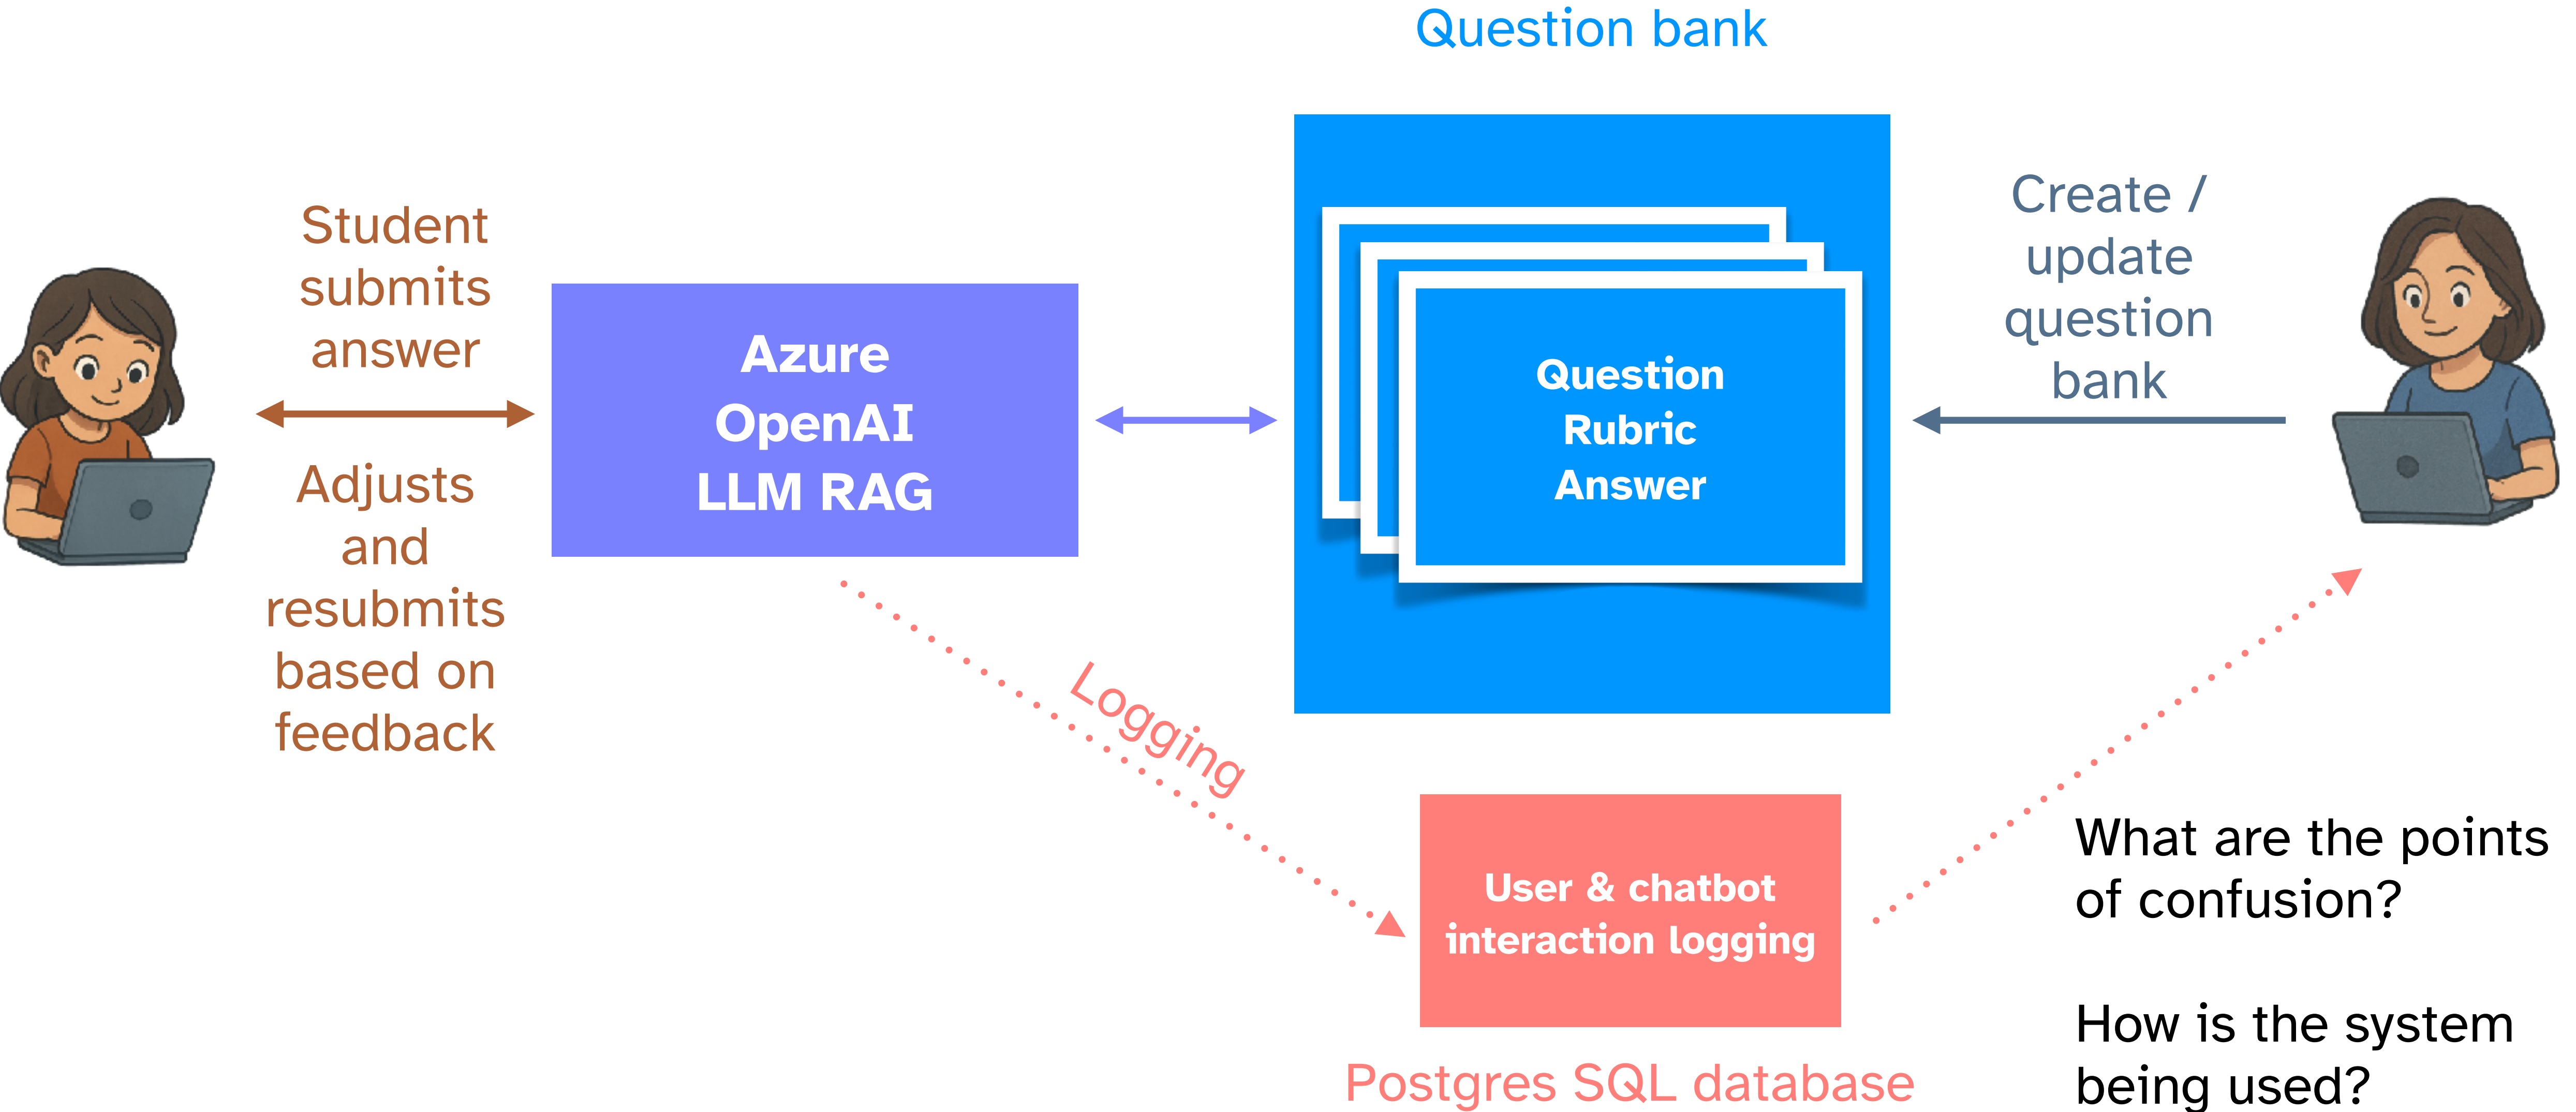 Question bank
Student
submits
answer
Adjusts
and
resubmits
based on
feedback
Azure
OpenAI
LLM RAG
Question
Rubric
Answer
Create /
update
question
bank
Logging
User & chatbot
interaction logging
Postgres SQL database
What are the points
of confusion?
How is the system
being used?